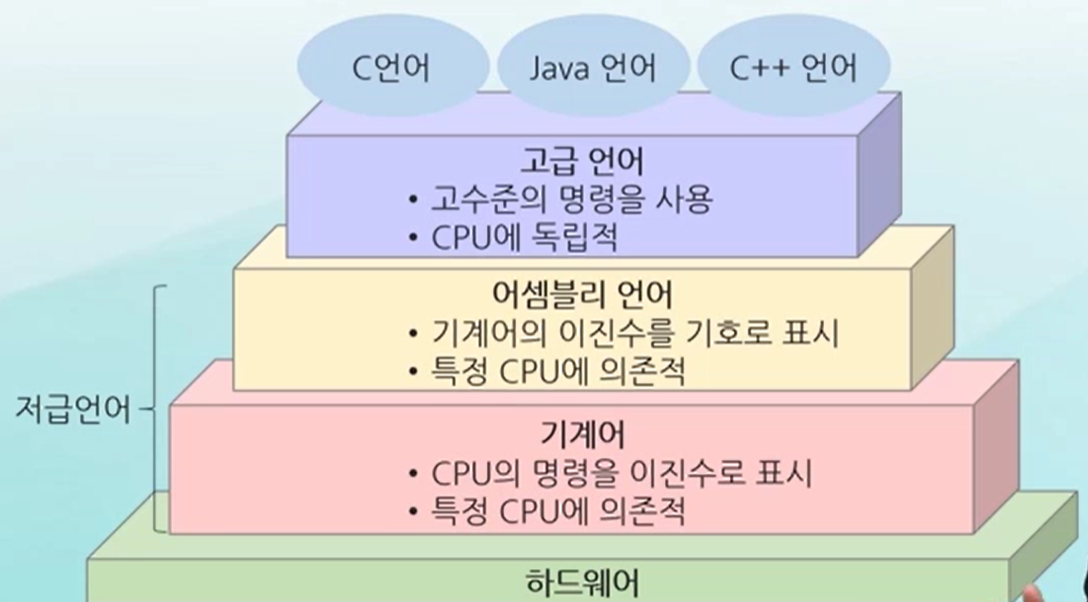 C언어
Java 언어
C++ 언어
고급 언어
• 고수준의 명령을 사용
• CPU에 독립적
어셈블리 언어
• 기계어의 이진수를 기호로 표시
• 특정 CPU에 의존적
저급언어
기계어
• CPU의 명령을 이진수로 표시
• 특정 CPU에 의존적
하드웨어